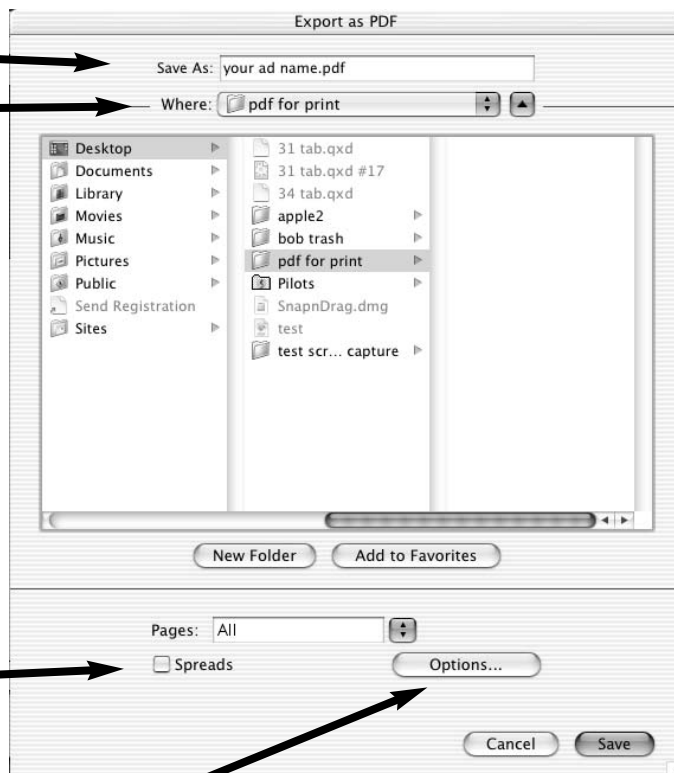 Export as PDF
Save As: your ad name.pdf
Where: pdf for print
Desktop
Documents
Library
Movies
Music
Pictures
Public
Send Registration
Sites
31 tab.qxd
31 tab.qxd #17
34 tab.qxd
apple2
bob trash
pdf for print
Pilots
SnapnDrag.dmg
test
test scr... capture
New Folder Add to Favorites
Pages: All
Spreads Options...
Cancel Save